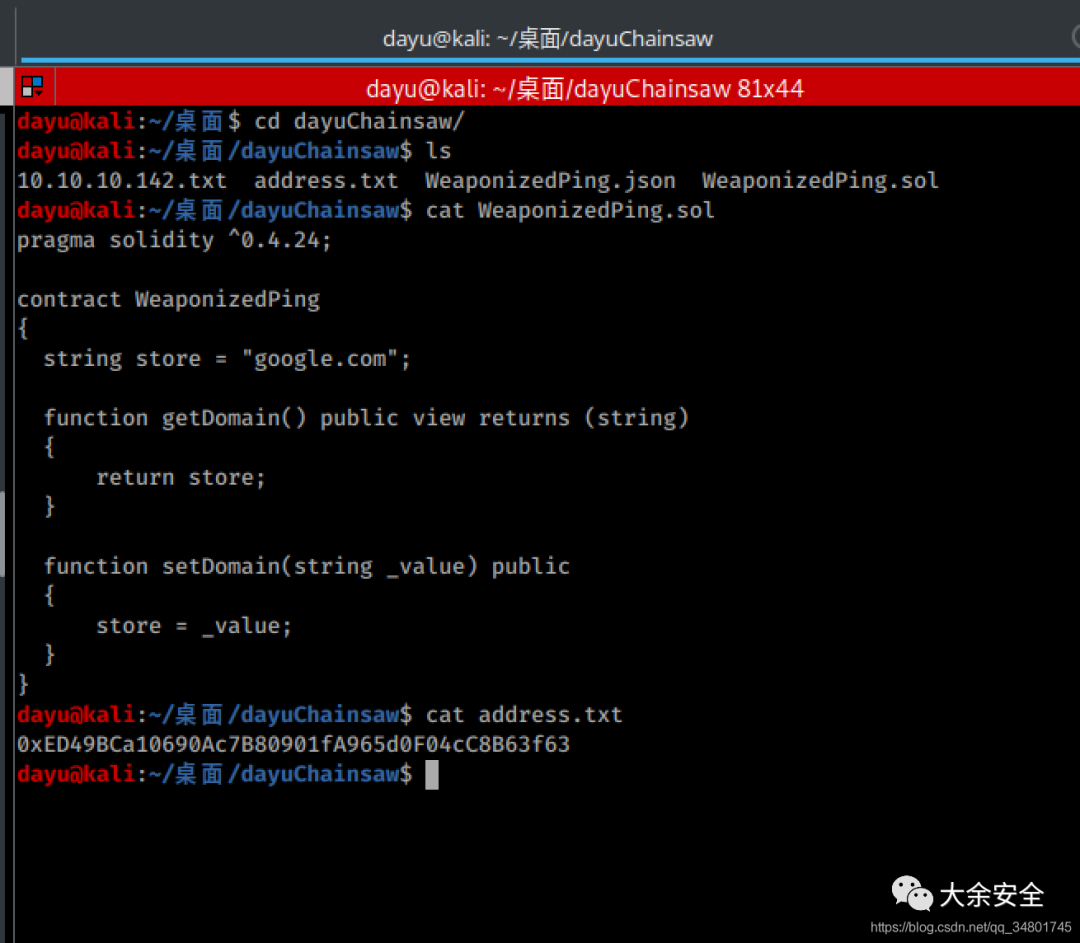 dayu@kali: ~/桌面/dayuChainsaw
dayu@kali: ~/桌面/dayuChainsaw 81x44
dayu@kali:~/桌面$ cd dayuChainsaw/
dayu@kali:~/桌面/dayuChainsaw$ ls
10.10.10.142.txt  address.txt  WeaponizedPing.json  WeaponizedPing.sol
dayu@kali:~/桌面/dayuChainsaw$ cat WeaponizedPing.sol
pragma solidity ^0.4.24;

contract WeaponizedPing
{
  string store = "google.com";

  function getDomain() public view returns (string)
  {
      return store;
  }

  function setDomain(string _value) public
  {
      store = _value;
  }
}
dayu@kali:~/桌面/dayuChainsaw$ cat address.txt
0xED49BCa10690Ac7B80901fA965d0F04cC8B63f63
dayu@kali:~/桌面/dayuChainsaw$
大余安全
https://blog.csdn.net/qq_34801745